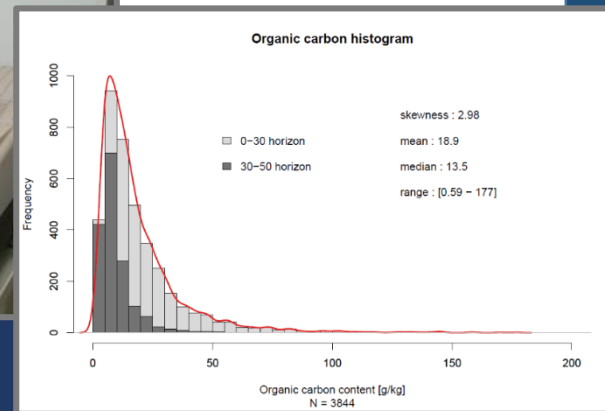 Organic carbon histogram
Frequency
1000
800
600
400
200
0
0−30 horizon
30−50 horizon
skewness : 2.98
mean : 18.9
median : 13.5
range : [0.59 − 177]
0 50 100 150 200
Organic carbon content [g/kg]
N = 3844